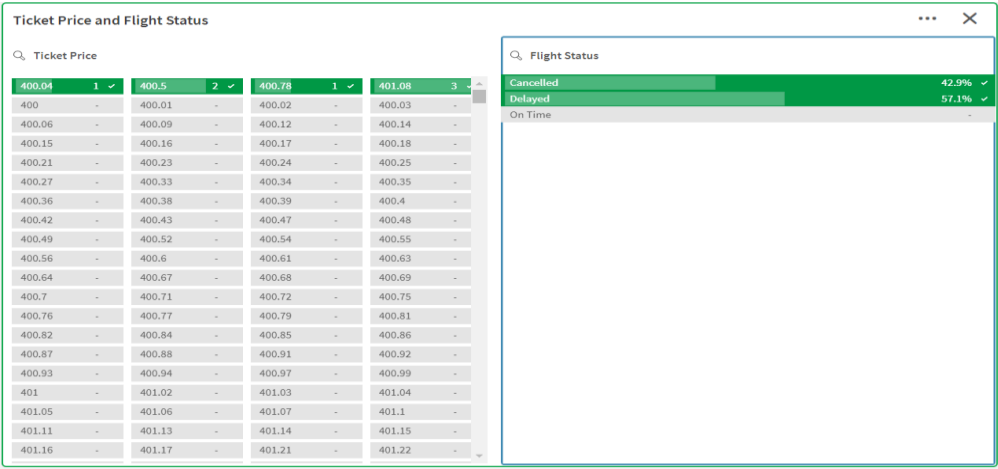 Ticket Price and Flight Status
Ticket Price
400.04 1 400.5 2 400.78 1 401.08 3
400 - 400.01 - 400.02 - 400.03 -
400.06 - 400.09 - 400.12 - 400.14 -
400.15 - 400.16 - 400.17 - 400.18 -
400.21 - 400.23 - 400.24 - 400.25 -
400.27 - 400.33 - 400.34 - 400.35 -
400.36 - 400.38 - 400.39 - 400.4 -
400.42 - 400.43 - 400.47 - 400.48 -
400.49 - 400.52 - 400.54 - 400.55 -
400.56 - 400.6 - 400.61 - 400.63 -
400.64 - 400.67 - 400.68 - 400.69 -
400.7 - 400.71 - 400.72 - 400.75 -
400.76 - 400.77 - 400.79 - 400.81 -
400.82 - 400.84 - 400.85 - 400.86 -
400.87 - 400.88 - 400.91 - 400.92 -
400.93 - 400.94 - 400.97 - 400.99 -
401 - 401.02 - 401.03 - 401.04 -
401.05 - 401.06 - 401.07 - 401.1 -
401.11 - 401.13 - 401.14 - 401.15 -
401.16 - 401.17 - 401.21 - 401.22 -
Flight Status
Cancelled 42.9%
Delayed 57.1%
On Time -